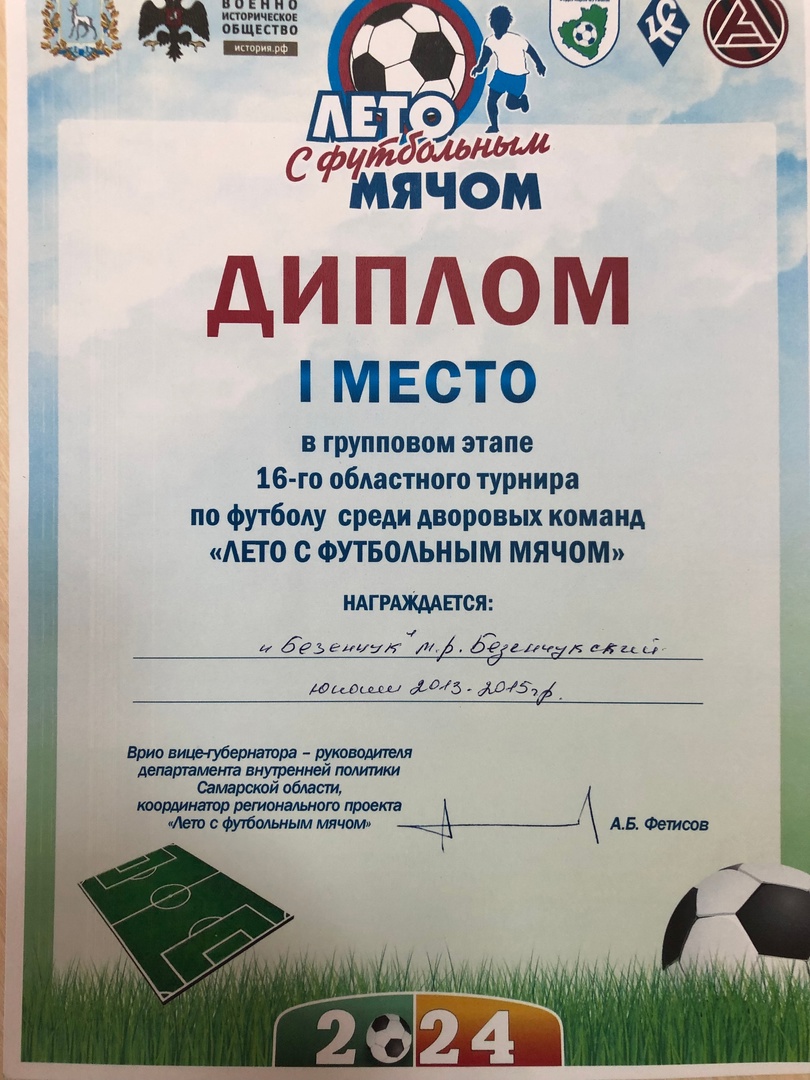 ВОЕННО
ИСТОРИЧЕСКОЕ
ОБЩЕСТВО
история.рф
ЛЕТО
С футбольным
МЯЧОМ
ДИПЛОМ
I МЕСТО
в групповом этапе
16-го областного турнира
по футболу среди дворовых команд
«ЛЕТО С ФУТБОЛЬНЫМ МЯЧОМ»
НАГРАЖДАЕТСЯ:
"Безенчук" м.р. Безенчукский
юноши 2013-2015гр.
Врио вице-губернатора – руководителя
департамента внутренней политики
Самарской области,
координатор регионального проекта
«Лето с футбольным мячом»
А.Б. Фетисов
2024